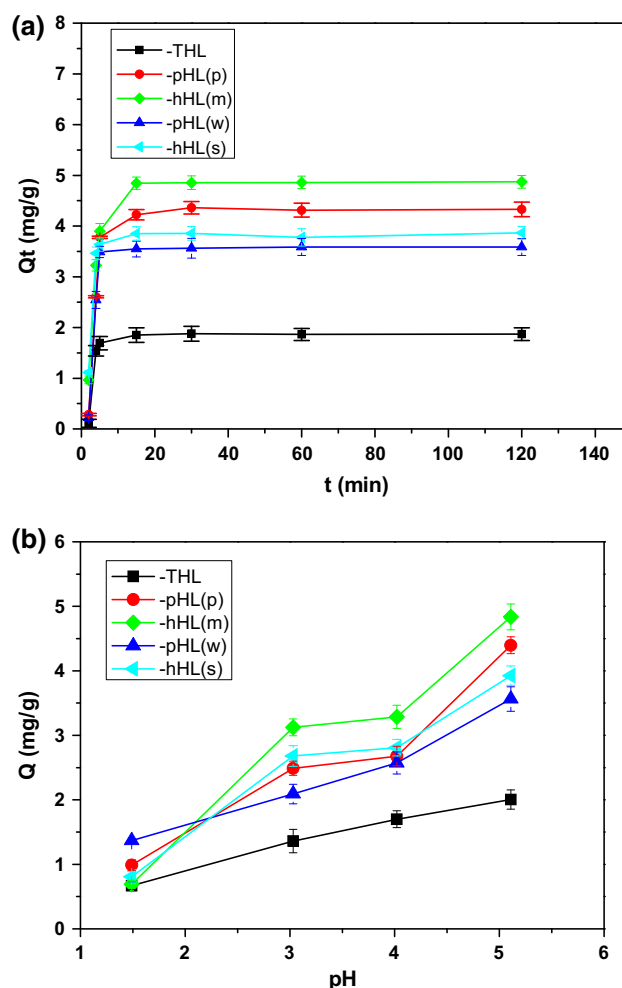 (a)
8
7
6
5
4
3
2
1
0
Qt (mg/g)
-THL
-pHL(p)
-hHL(m)
-pHL(w)
-hHL(s)
0 20 40 60 80 100 120 140
t (min)
(b)
6
5
4
3
2
1
0
Q (mg/g)
-THL
-pHL(p)
-hHL(m)
-pHL(w)
-hHL(s)
1 2 3 4 5 6
pH